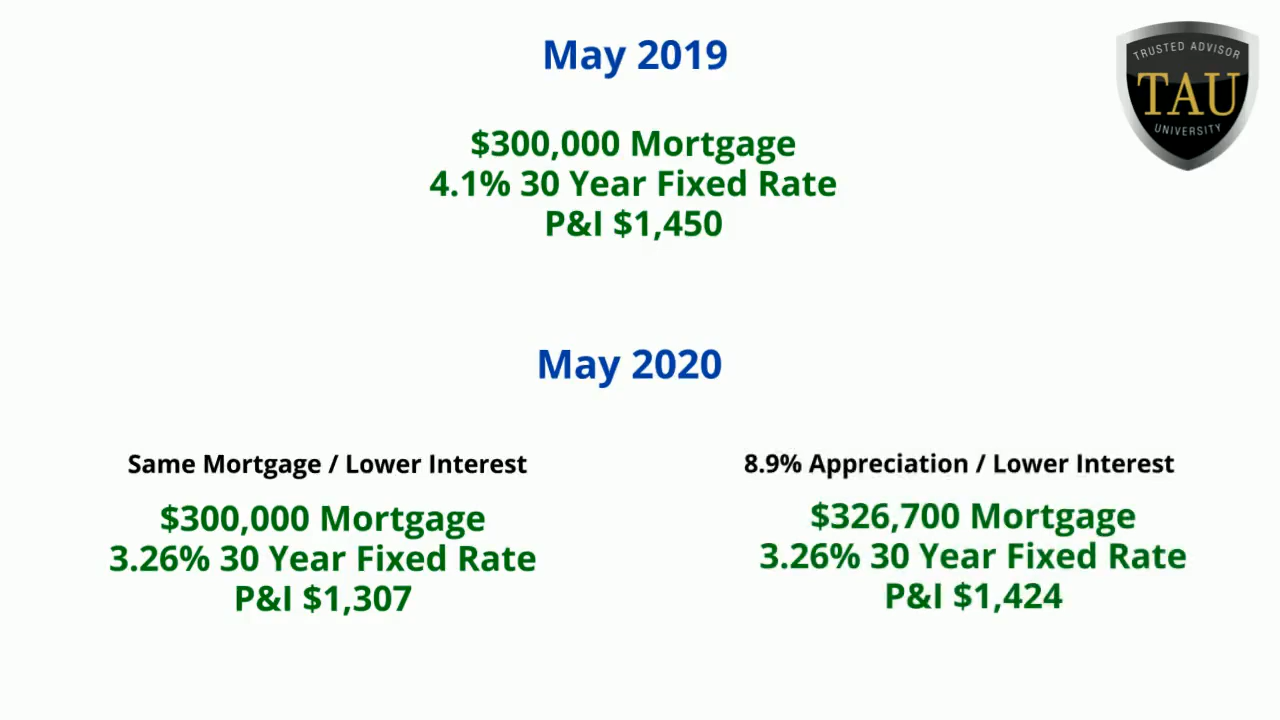 May 2019
TRUSTED ADVISOR
TAU
UNIVERSITY
$300,000 Mortgage
4.1% 30 Year Fixed Rate
P&I $1,450
May 2020
Same Mortgage / Lower Interest
$300,000 Mortgage
3.26% 30 Year Fixed Rate
P&I $1,307
8.9% Appreciation / Lower Interest
$326,700 Mortgage
3.26% 30 Year Fixed Rate
P&I $1,424